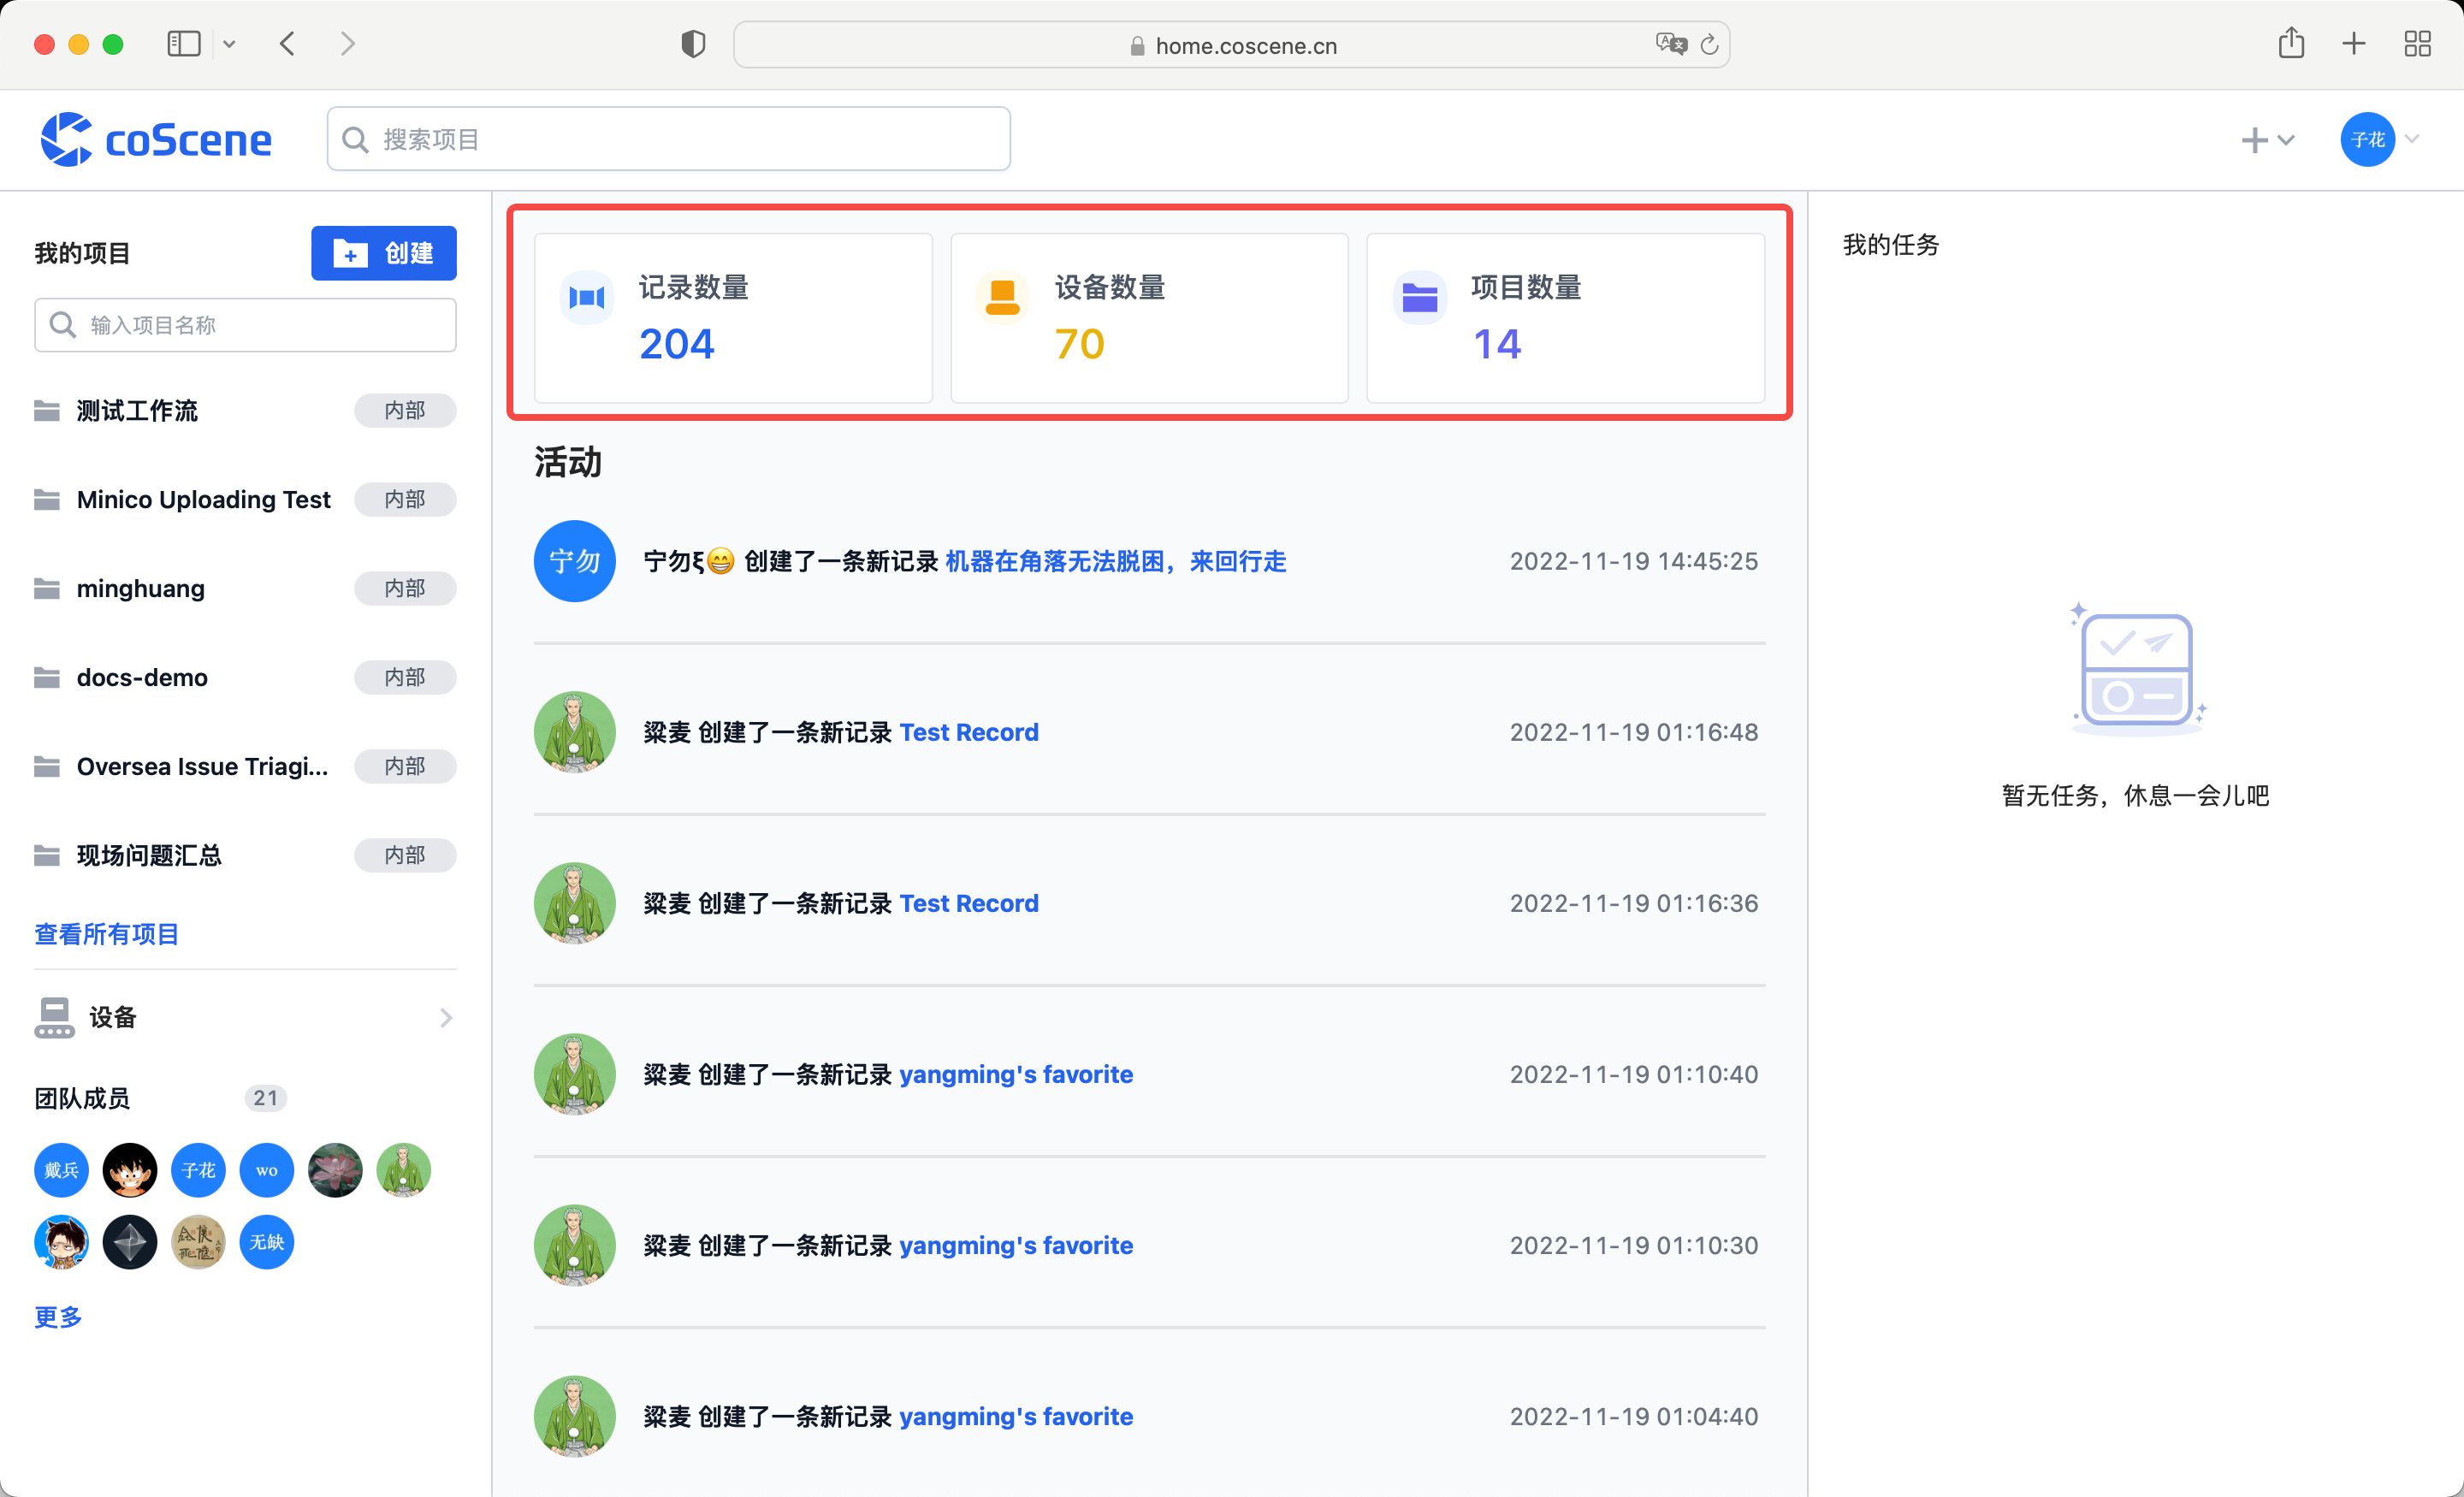 home.coscene.cn
coScene
搜索项目
子花
我的项目
创建
输入项目名称
测试工作流 内部
Minico Uploading Test 内部
minghuang 内部
docs-demo 内部
Oversea Issue Triagi... 内部
现场问题汇总 内部
查看所有项目
设备
团队成员 21
戴兵 子花 wo
无缺
更多
记录数量
204
设备数量
70
项目数量
14
活动
宁勿
宁勿ξ😁 创建了一条新记录 机器在角落无法脱困，来回行走 2022-11-19 14:45:25
粱麦 创建了一条新记录 Test Record 2022-11-19 01:16:48
粱麦 创建了一条新记录 Test Record 2022-11-19 01:16:36
粱麦 创建了一条新记录 yangming's favorite 2022-11-19 01:10:40
粱麦 创建了一条新记录 yangming's favorite 2022-11-19 01:10:30
粱麦 创建了一条新记录 yangming's favorite 2022-11-19 01:04:40
我的任务
暂无任务，休息一会儿吧